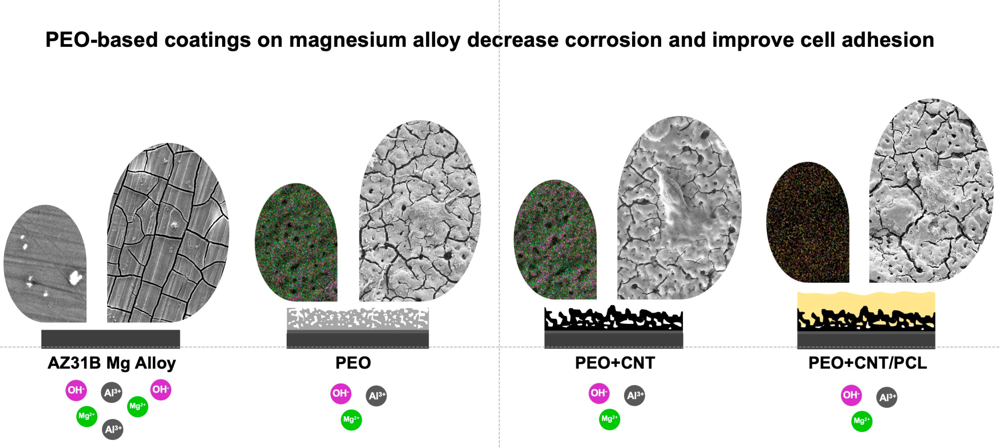 PEO-based coatings on magnesium alloy decrease corrosion and improve cell adhesion
AZ31B Mg Alloy
OH-
Al³⁺
OH-
Mg²⁺
Mg²⁺
Al³⁺
PEO
OH-
Al³⁺
Mg²⁺
PEO+CNT
OH-
Al³⁺
Mg²⁺
PEO+CNT/PCL
OH-
Al³⁺
Mg²⁺